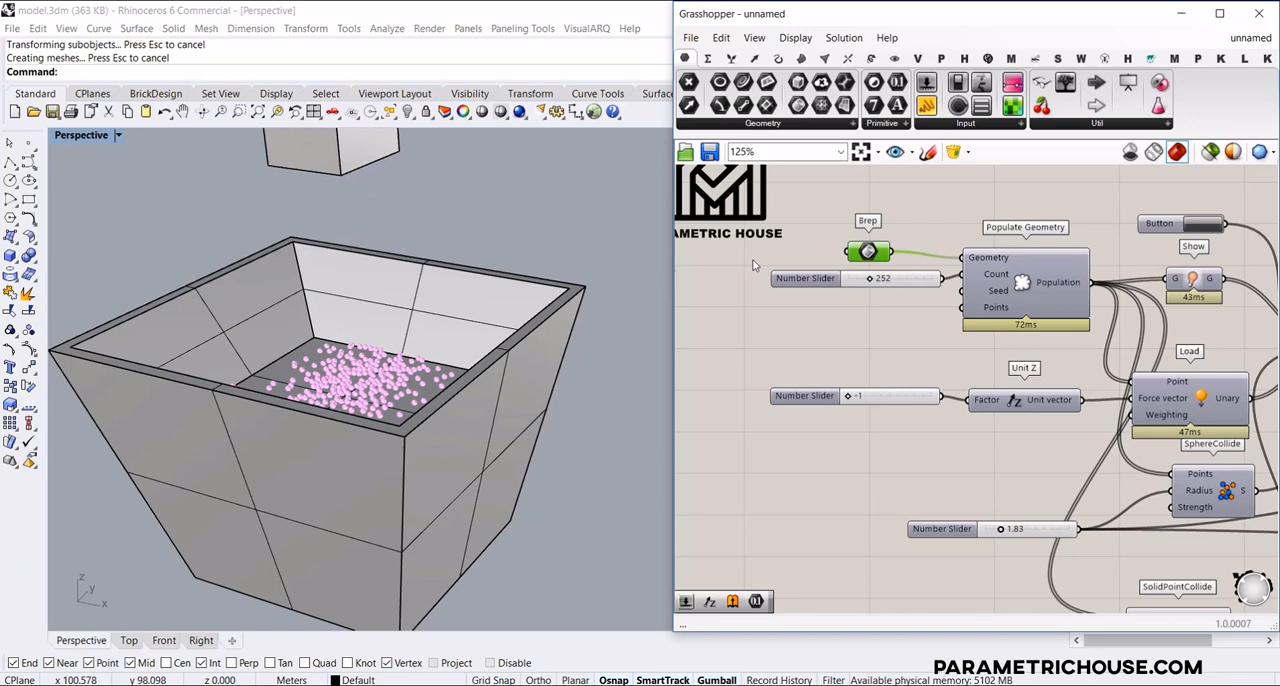 model.3dm (363 KB) - Rhinoceros 6 Commercial - [Perspective]
File Edit View Curve Surface Solid Mesh Dimension Transform Tools Analyze Render Panels Paneling Tools VisualARQ Help
Transforming subobjects... Press Esc to cancel
Creating meshes... Press Esc to cancel
Command:
Standard CPlanes BrickDesign Set View Display Select Viewport Layout Visibility Transform Curve Tools Surfac
Perspective
z
y
x
Perspective Top Front Right
End Near Point Mid Cen Int Perp Tan Quad Knot Vertex Project Disable
CPlane x 100.578 y 98.098 z 0.000 Meters Default Grid Snap Ortho Planar Osnap SmartTrack Gumball Record History Filter Available physical memory: 5102 MB
Grasshopper - unnamed
File Edit View Display Solution Help unnamed
V P H M S W H M P L K
Geometry Primitive Input Util
125%
AMETRIC HOUSE
Brep
Populate Geometry
Button
Geometry
Count
Seed
Points
Population
72ms
Number Slider 252
Show
G G
43ms
Unit Z
Number Slider -1
Factor Unit vector
Load
Point
Force vector
Weighting
Unary
47ms
SphereCollide
Points
Radius
Strength
S
Number Slider 1.83
SolidPointCollide
...
1.0.0007
PARAMETRICHOUSE.COM